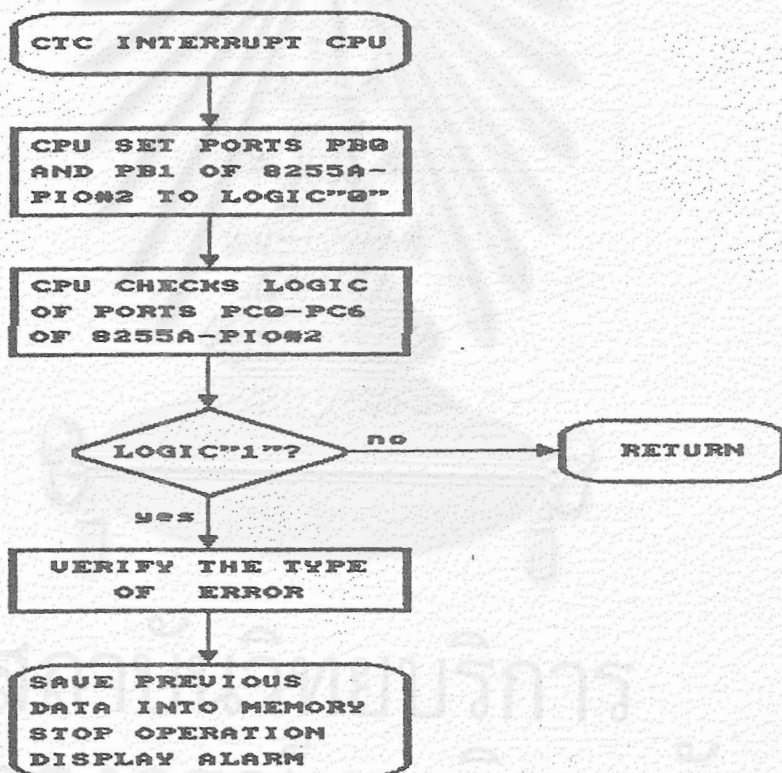 CTC INTERRUPT CPU
CPU SET PORTS PB0
AND PB1 OF 8255A-
PIO#2 TO LOGIC"0"
CPU CHECKS LOGIC
OF PORTS PC0-PC6
OF 8255A-PIO#2
LOGIC"1"?
no
RETURN
yes
VERIFY THE TYPE
OF ERROR
SAVE PREVIOUS
DATA INTO MEMORY
STOP OPERATION
DISPLAY ALARM